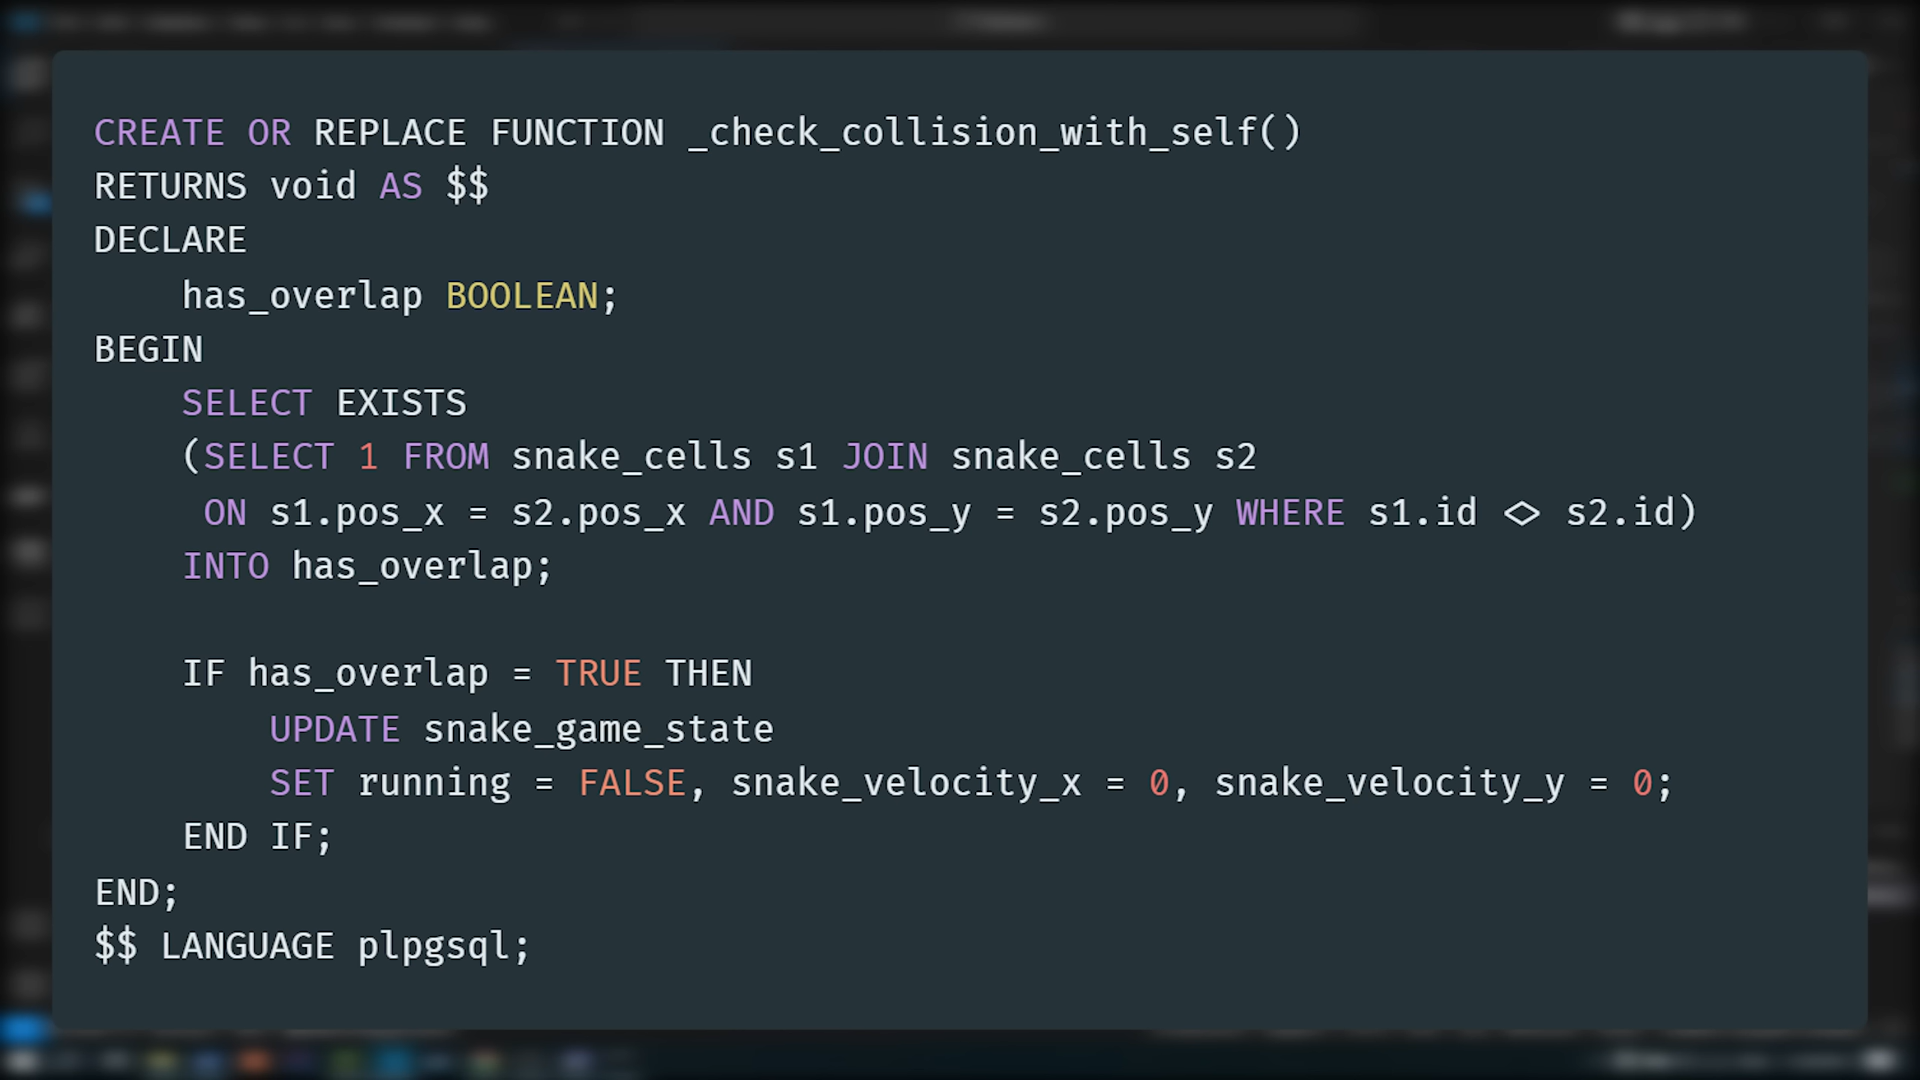 CREATE OR REPLACE FUNCTION _check_collision_with_self()
RETURNS void AS $$
DECLARE
    has_overlap BOOLEAN;
BEGIN
    SELECT EXISTS
    (SELECT 1 FROM snake_cells s1 JOIN snake_cells s2
     ON s1.pos_x = s2.pos_x AND s1.pos_y = s2.pos_y WHERE s1.id <> s2.id)
    INTO has_overlap;

    IF has_overlap = TRUE THEN
        UPDATE snake_game_state
        SET running = FALSE, snake_velocity_x = 0, snake_velocity_y = 0;
    END IF;
END;
$$ LANGUAGE plpgsql;